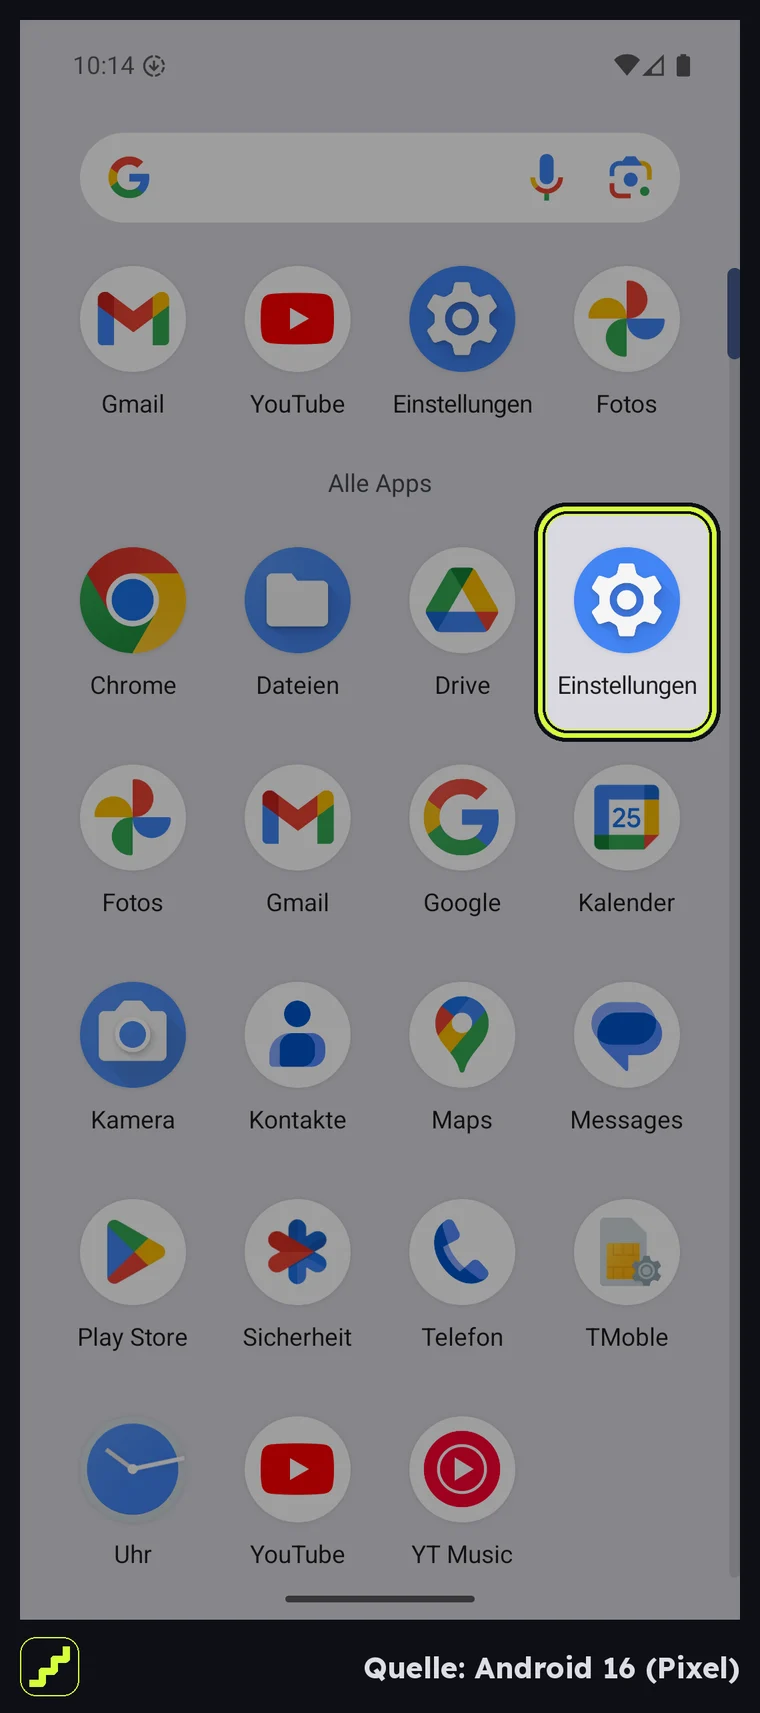 10:14
Gmail YouTube Einstellungen Fotos
Alle Apps
Chrome Dateien Drive Einstellungen
Fotos Gmail Google Kalender
25
Kamera Kontakte Maps Messages
Play Store Sicherheit Telefon TMoble
Uhr YouTube YT Music
Quelle: Android 16 (Pixel)